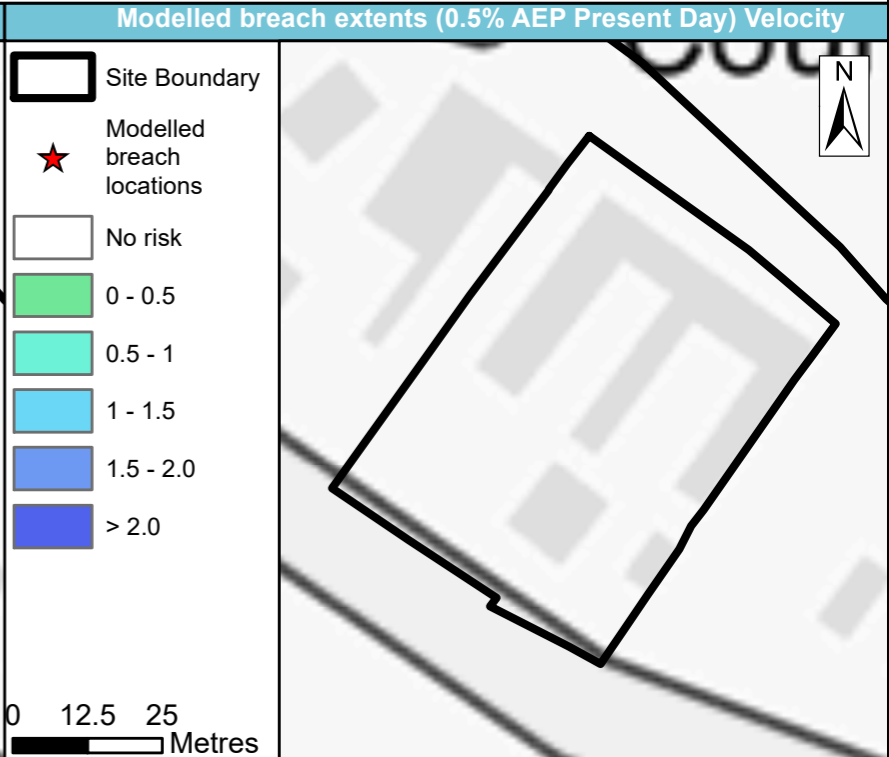 Modelled breach extents (0.5% AEP Present Day) Velocity
Site Boundary
Modelled
breach
locations
No risk
0 - 0.5
0.5 - 1
1 - 1.5
1.5 - 2.0
> 2.0
0 12.5 25
Metres
N